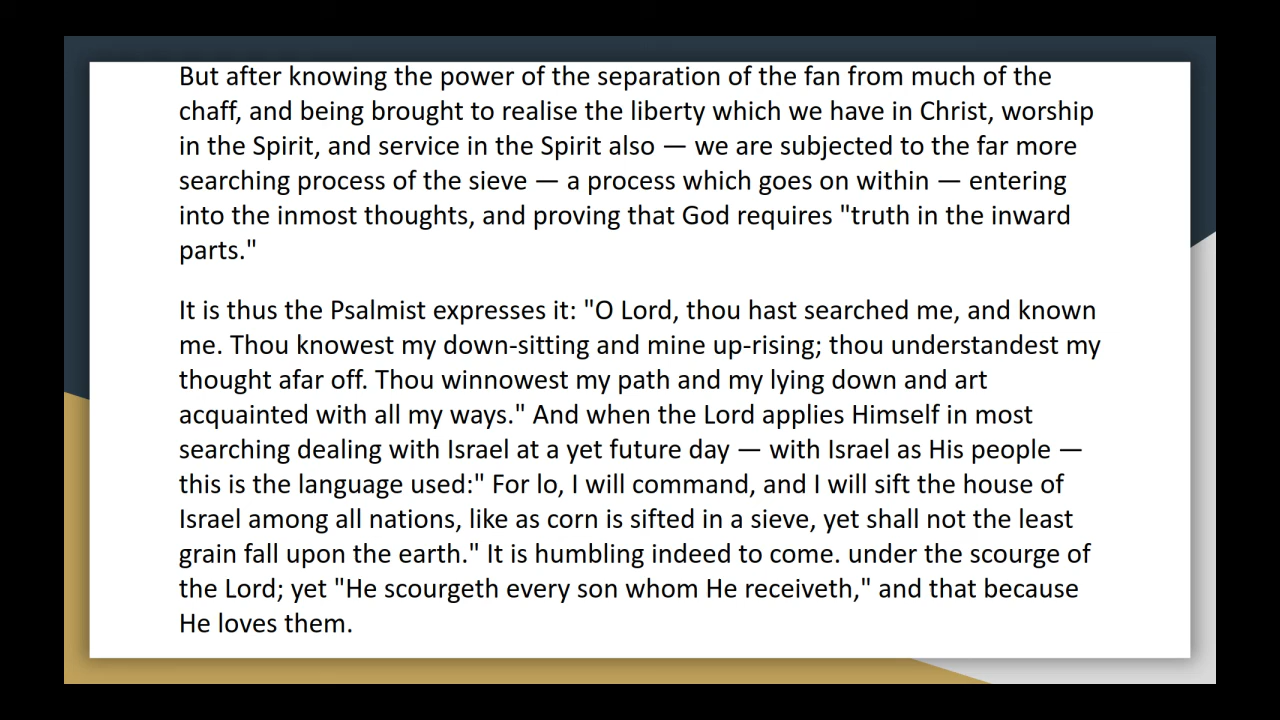 But after knowing the power of the separation of the fan from much of the
chaff, and being brought to realise the liberty which we have in Christ, worship
in the Spirit, and service in the Spirit also — we are subjected to the far more
searching process of the sieve — a process which goes on within — entering
into the inmost thoughts, and proving that God requires "truth in the inward
parts."
It is thus the Psalmist expresses it: "O Lord, thou hast searched me, and known
me. Thou knowest my down-sitting and mine up-rising; thou understandest my
thought afar off. Thou winnowest my path and my lying down and art
acquainted with all my ways." And when the Lord applies Himself in most
searching dealing with Israel at a yet future day — with Israel as His people —
this is the language used:" For lo, I will command, and I will sift the house of
Israel among all nations, like as corn is sifted in a sieve, yet shall not the least
grain fall upon the earth." It is humbling indeed to come. under the scourge of
the Lord; yet "He scourgeth every son whom He receiveth," and that because
He loves them.